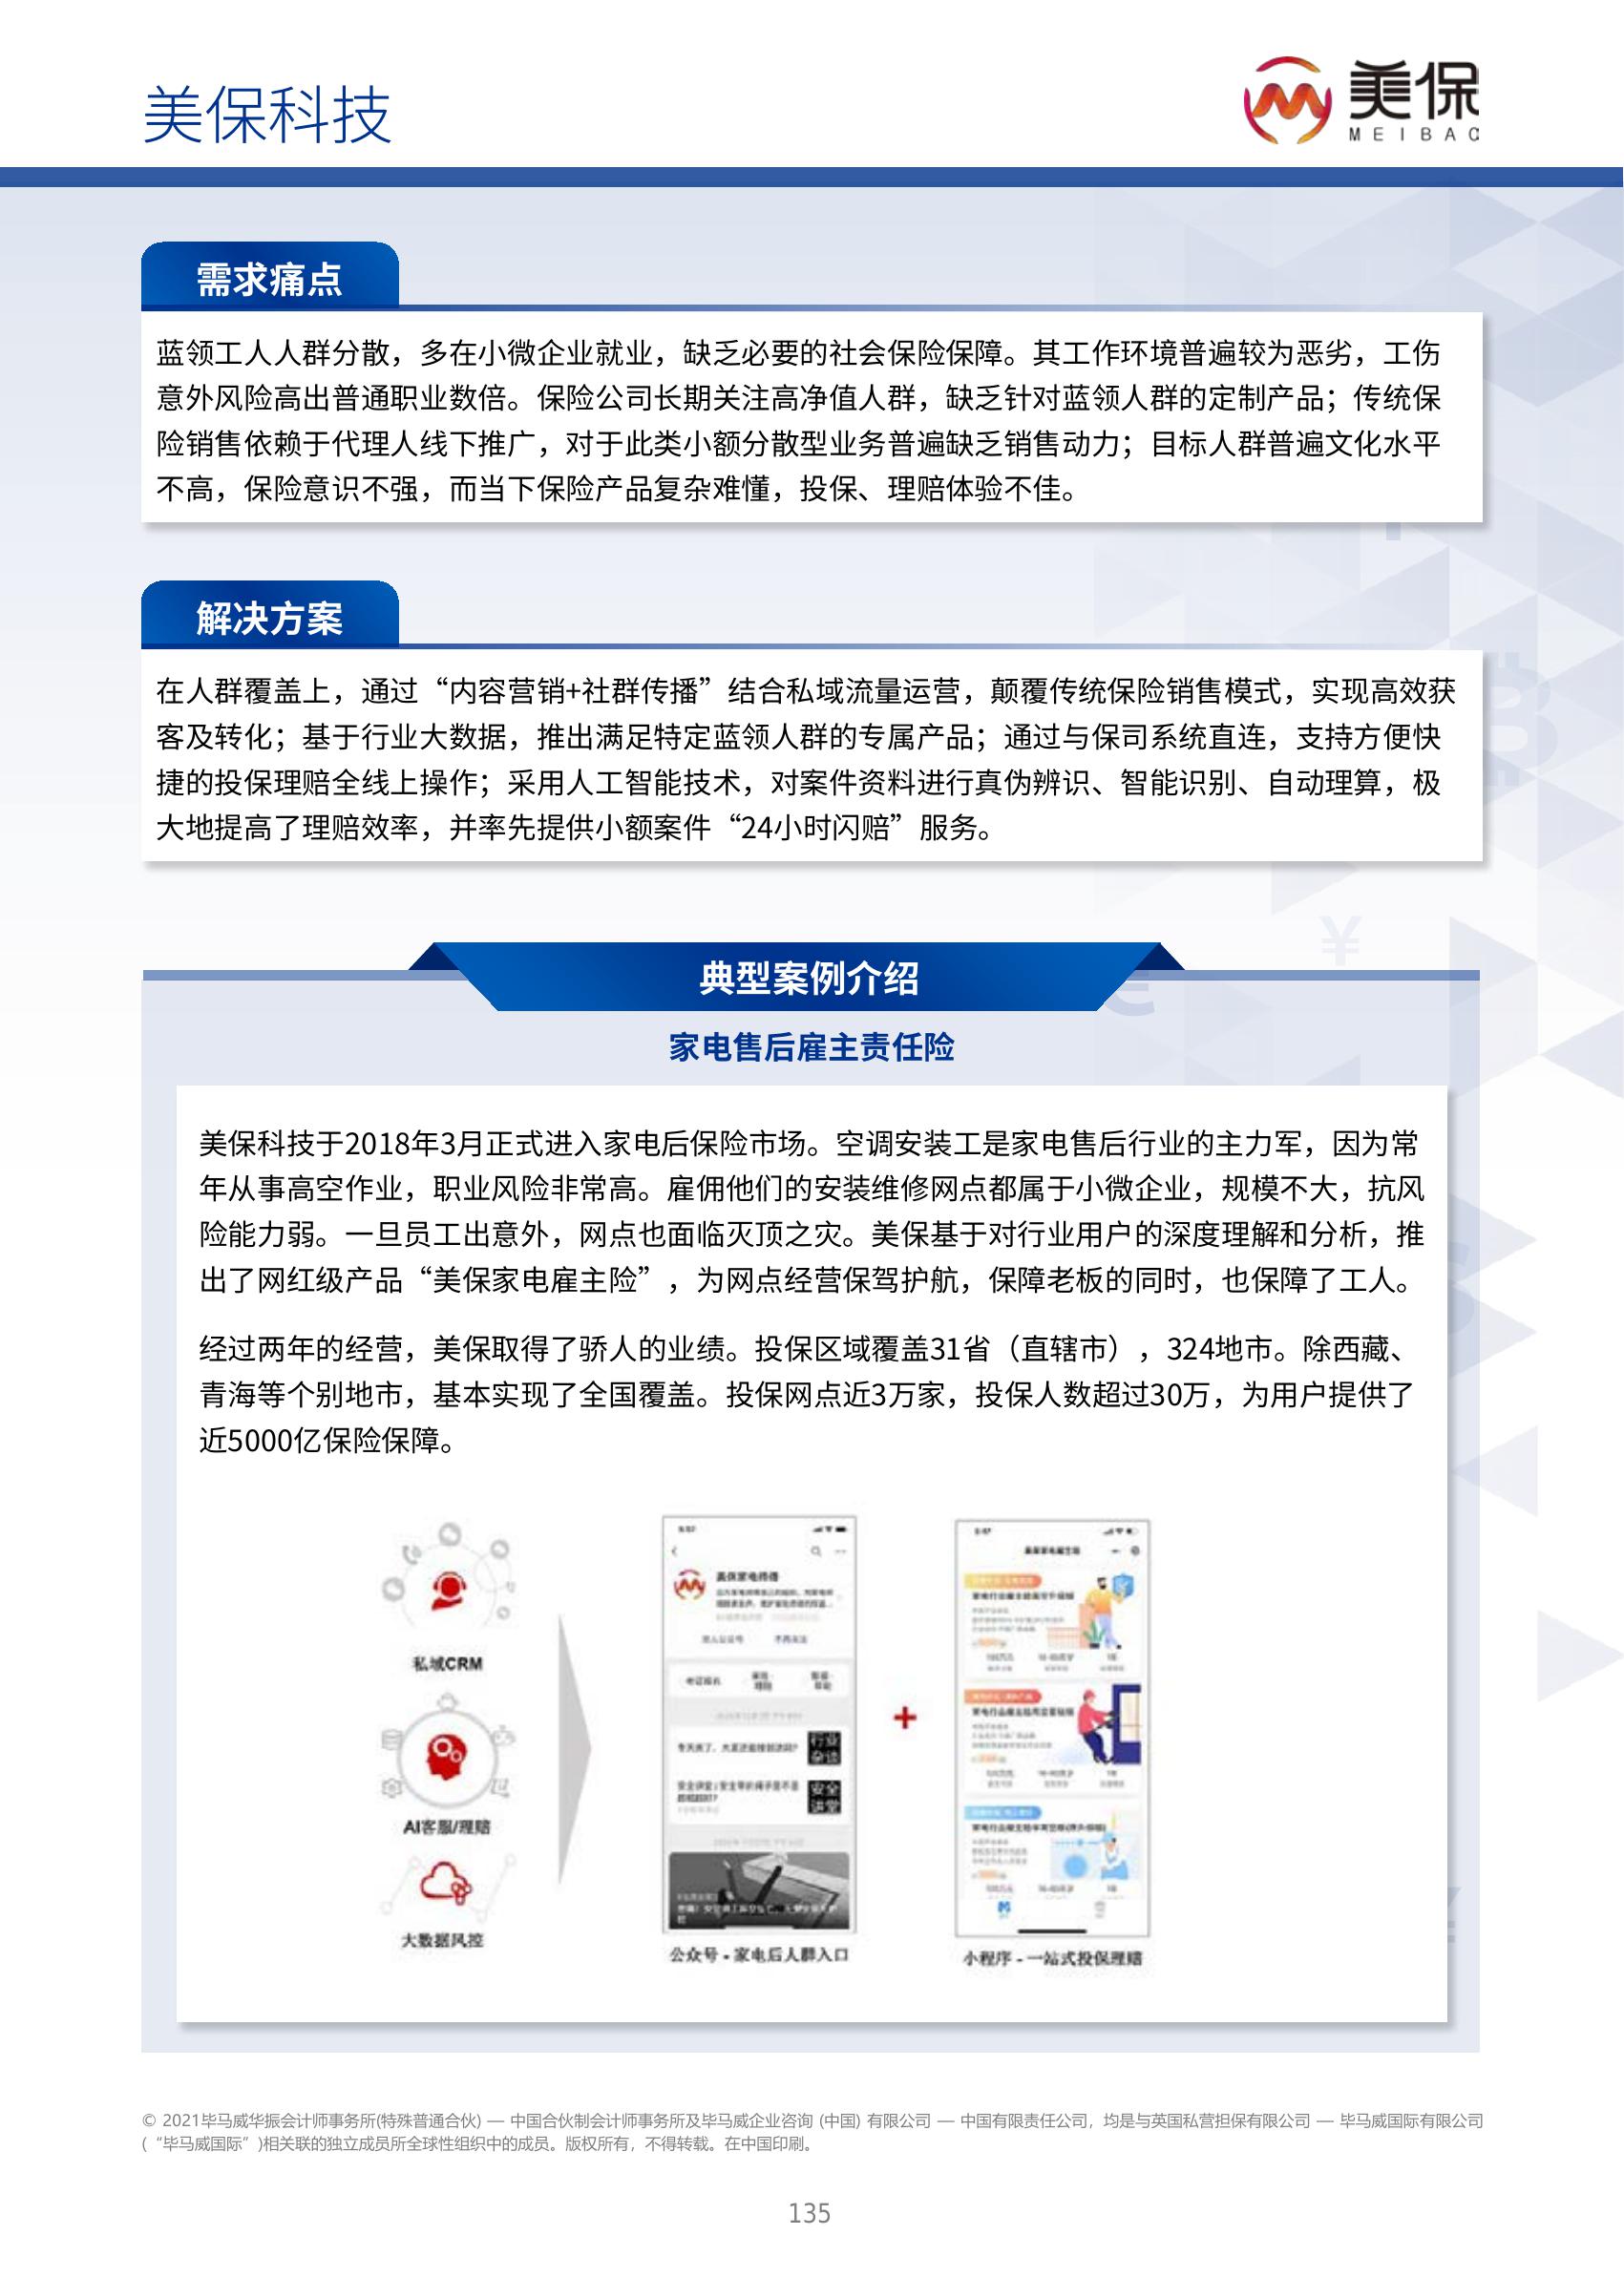 美保科技
美保
MEIBAO
需求痛点
蓝领工人人群分散，多在小微企业就业，缺乏必要的社会保险保障。其工作环境普遍较为恶劣，工伤
意外风险高出普通职业数倍。保险公司长期关注高净值人群，缺乏针对蓝领人群的定制产品；传统保
险销售依赖于代理人线下推广，对于此类小额分散型业务普遍缺乏销售动力；目标人群普遍文化水平
不高，保险意识不强，而当下保险产品复杂难懂，投保、理赔体验不佳。
解决方案
在人群覆盖上，通过“内容营销+社群传播”结合私域流量运营，颠覆传统保险销售模式，实现高效获
客及转化；基于行业大数据，推出满足特定蓝领人群的专属产品；通过与保司系统直连，支持方便快
捷的投保理赔全线上操作；采用人工智能技术，对案件资料进行真伪辨识、智能识别、自动理算，极
大地提高了理赔效率，并率先提供小额案件“24小时闪赔”服务。
典型案例介绍
家电售后雇主责任险
美保科技于2018年3月正式进入家电后保险市场。空调安装工是家电售后行业的主力军，因为常
年从事高空作业，职业风险非常高。雇佣他们的安装维修网点都属于小微企业，规模不大，抗风
险能力弱。一旦员工出意外，网点也面临灭顶之灾。美保基于对行业用户的深度理解和分析，推
出了网红级产品“美保家电雇主险”，为网点经营保驾护航，保障老板的同时，也保障了工人。
经过两年的经营，美保取得了骄人的业绩。投保区域覆盖31省（直辖市），324地市。除西藏、
青海等个别地市，基本实现了全国覆盖。投保网点近3万家，投保人数超过30万，为用户提供了
近5000亿保险保障。
私域CRM
AI客服/理赔
大数据风控
行业
杂谈
安全
讲堂
+
公众号 - 家电后人群入口
小程序 - 一站式投保理赔
© 2021毕马威华振会计师事务所(特殊普通合伙) — 中国合伙制会计师事务所及毕马威企业咨询 (中国) 有限公司 — 中国有限责任公司，均是与英国私营担保有限公司 — 毕马威国际有限公司
(“毕马威国际”)相关联的独立成员所全球性组织中的成员。版权所有，不得转载。在中国印刷。
135